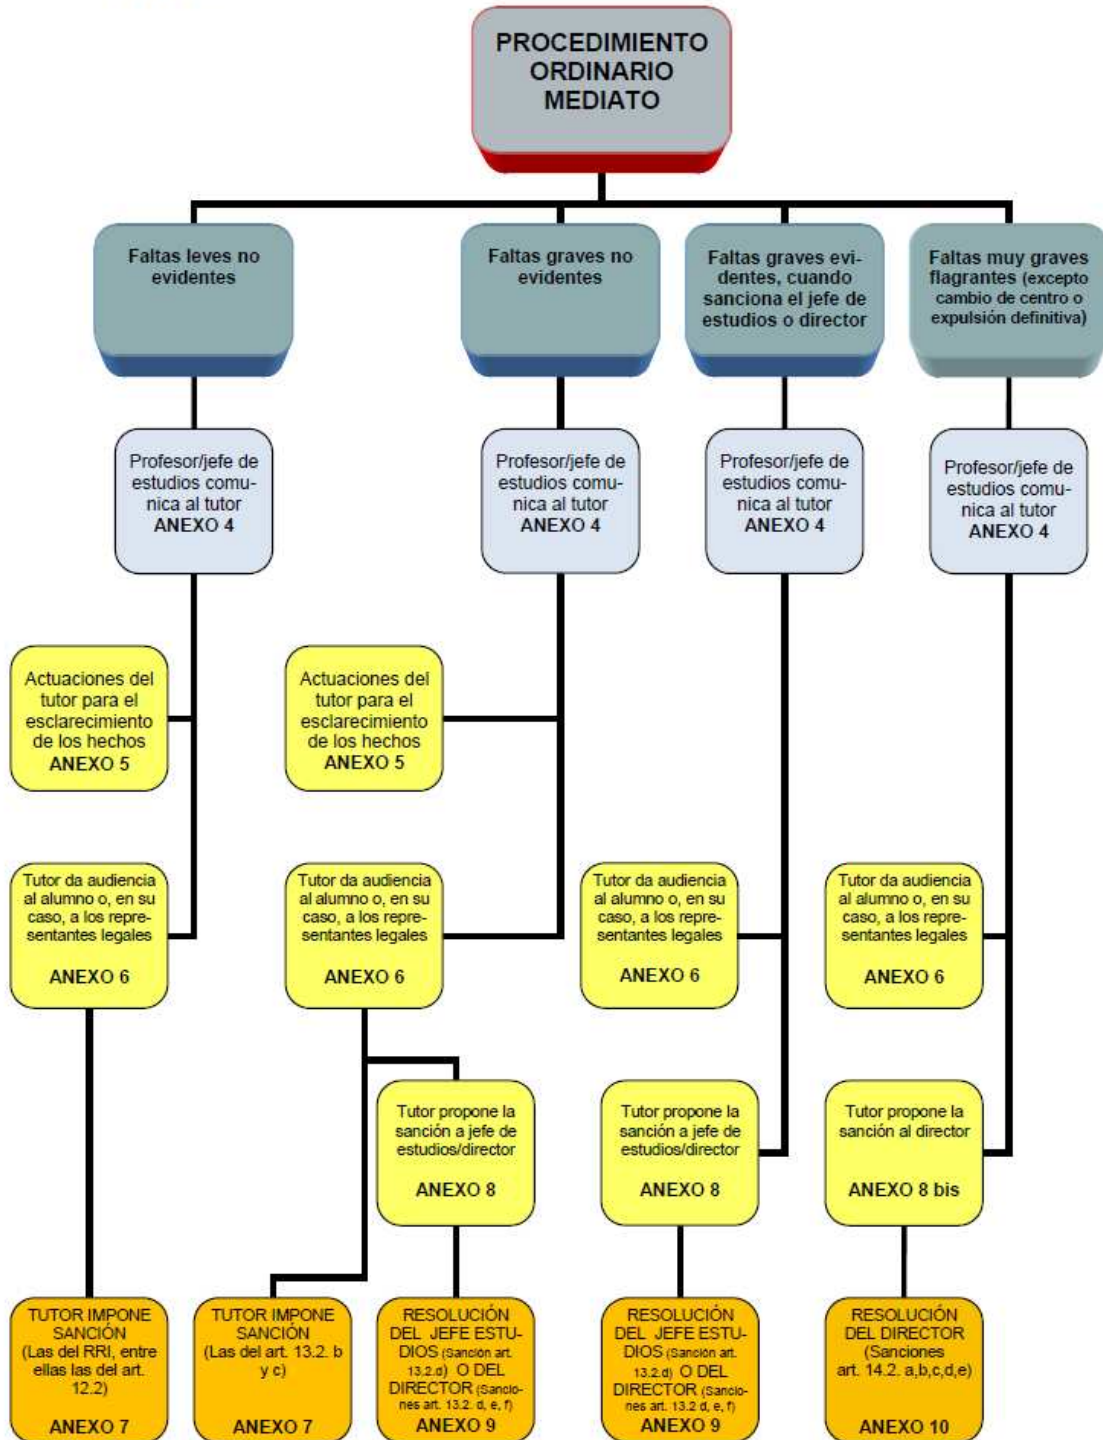 PROCEDIMIENTO
ORDINARIO
MEDIATO
Faltas leves no
evidentes
Faltas graves no
evidentes
Faltas graves evi-
dentes, cuando
sanciona el jefe de
estudios o director
Faltas muy graves
flagrantes (excepto
cambio de centro o
expulsión definitiva)
Profesor/jefe de
estudios comu-
nica al tutor
ANEXO 4
Profesor/jefe de
estudios comu-
nica al tutor
ANEXO 4
Profesor/jefe de
estudios comu-
nica al tutor
ANEXO 4
Profesor/jefe de
estudios comu-
nica al tutor
ANEXO 4
Actuaciones del
tutor para el
esclarecimiento
de los hechos
ANEXO 5
Actuaciones del
tutor para el
esclarecimiento
de los hechos
ANEXO 5
Tutor da audiencia
al alumno o, en su
caso, a los repre-
sentantes legales
ANEXO 6
Tutor da audiencia
al alumno o, en su
caso, a los repre-
sentantes legales
ANEXO 6
Tutor da audiencia
al alumno o, en su
caso, a los repre-
sentantes legales
ANEXO 6
Tutor da audiencia
al alumno o, en su
caso, a los repre-
sentantes legales
ANEXO 6
Tutor propone la
sanción a jefe de
estudios/director
ANEXO 8
Tutor propone la
sanción a jefe de
estudios/director
ANEXO 8
Tutor propone la
sanción al director
ANEXO 8 bis
TUTOR IMPONE
SANCIÓN
(Las del RRI, entre
ellas las del art.
12.2)
ANEXO 7
TUTOR IMPONE
SANCIÓN
(Las del art. 13.2. b
y c)
ANEXO 7
RESOLUCIÓN
DEL JEFE ESTU-
DIOS (Sanción art.
13.2.d) O DEL
DIRECTOR (Sancio-
nes art. 13.2. d, e, f)
ANEXO 9
RESOLUCIÓN
DEL JEFE ESTU-
DIOS (Sanción art.
13.2.d) O DEL
DIRECTOR (Sancio-
nes art. 13.2 d, e, f)
ANEXO 9
RESOLUCIÓN
DEL DIRECTOR
(Sanciones
art. 14.2. a,b,c,d,e)
ANEXO 10